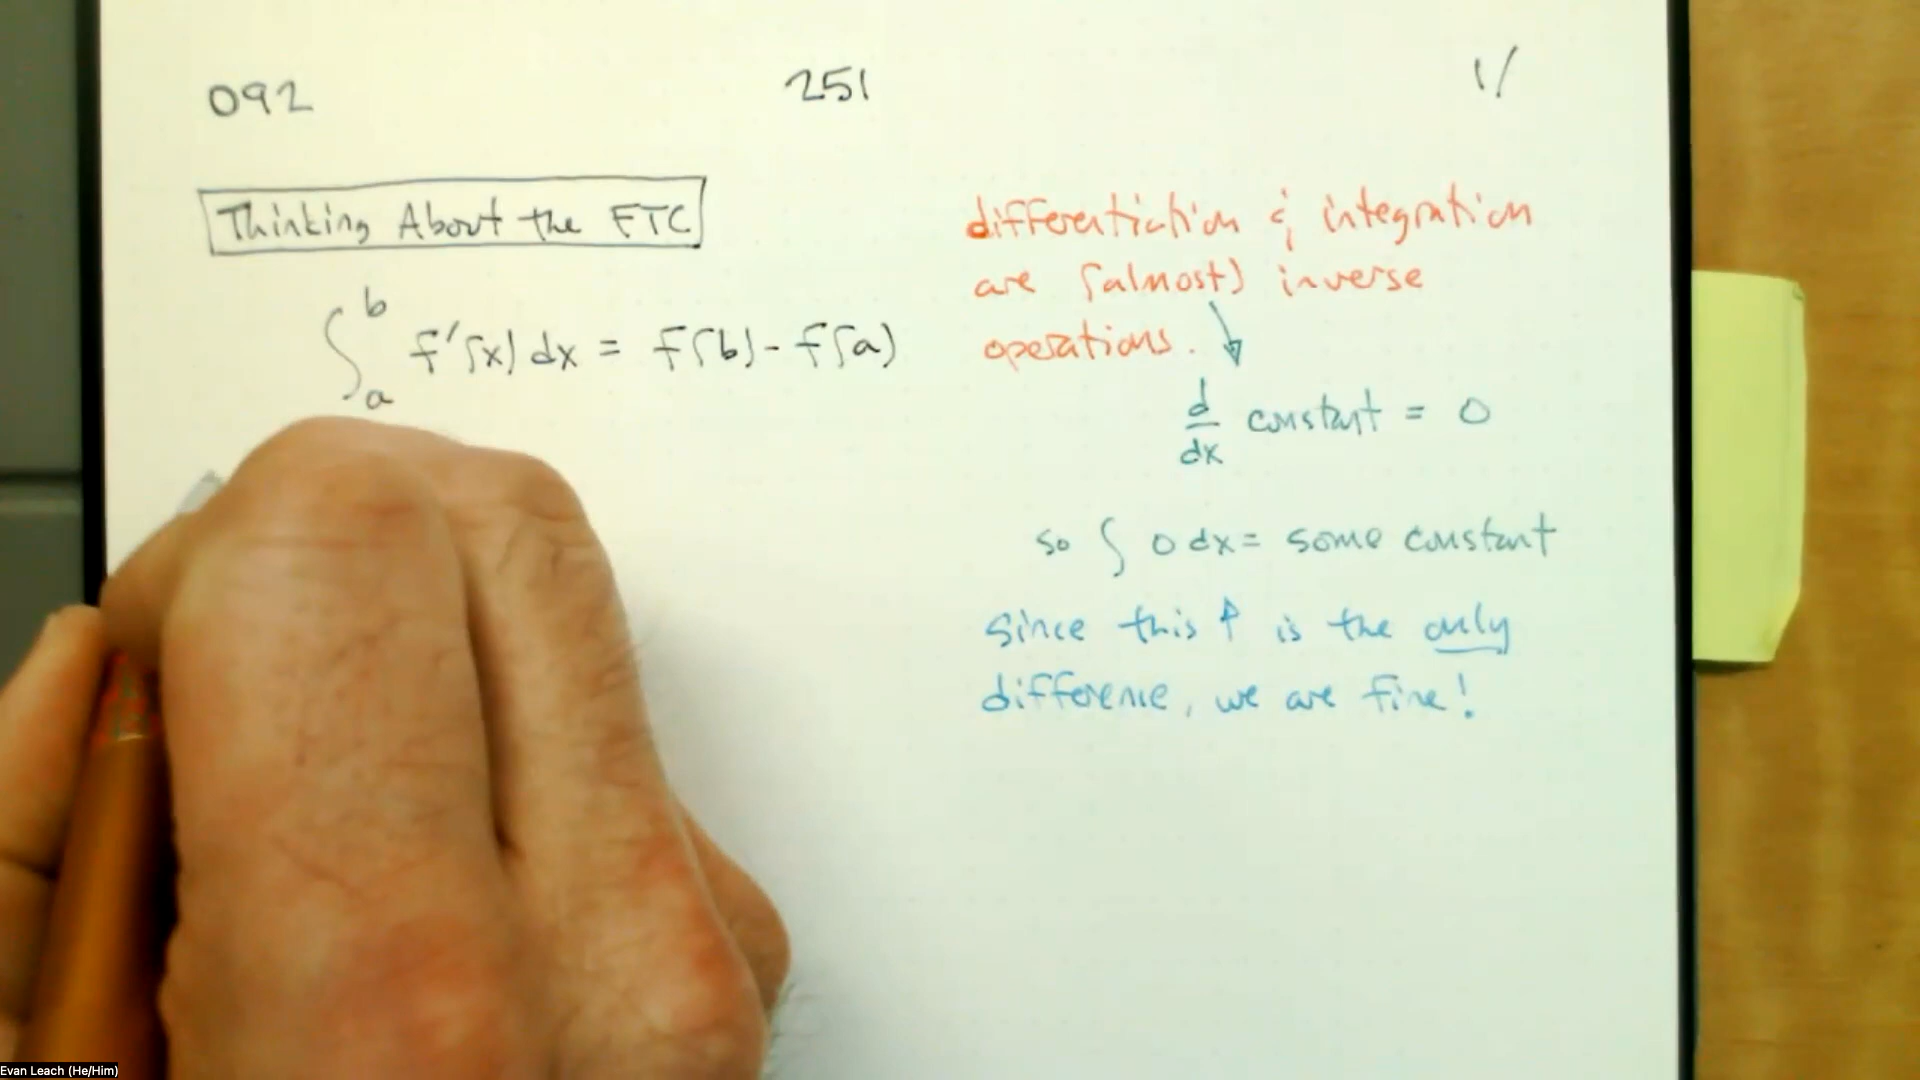 092
251
1/
Thinking About the FTC
∫_a^b f'(x) dx = f(b) - f(a)
differentiation & integration
are (almost) inverse
operations.
d/dx constant = 0
so ∫ 0 dx = some constant
since this ↑ is the only
difference, we are fine!
Evan Leach (He/Him)